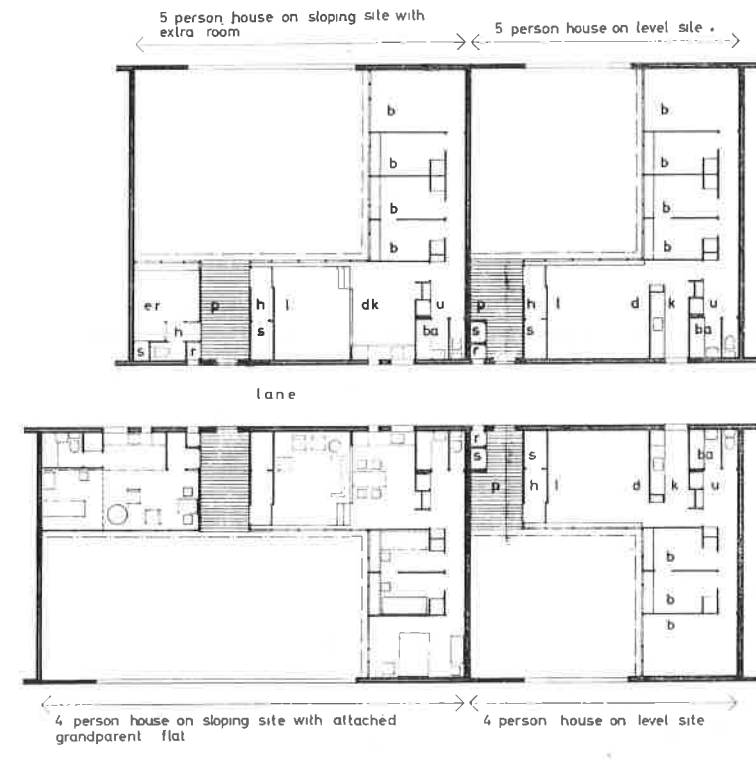 5 person house on sloping site with
extra room
5 person house on level site .
b
b
b
b
b
b
b
b
er
p
h
l
dk
u
p
h
l
d
k
u
h
s
ba
s
s
ba
s
r
r
lane
r
s
s
ba
p
h
l
d
k
u
b
b
b
4 person house on sloping site with attached
grandparent flat
4 person house on level site